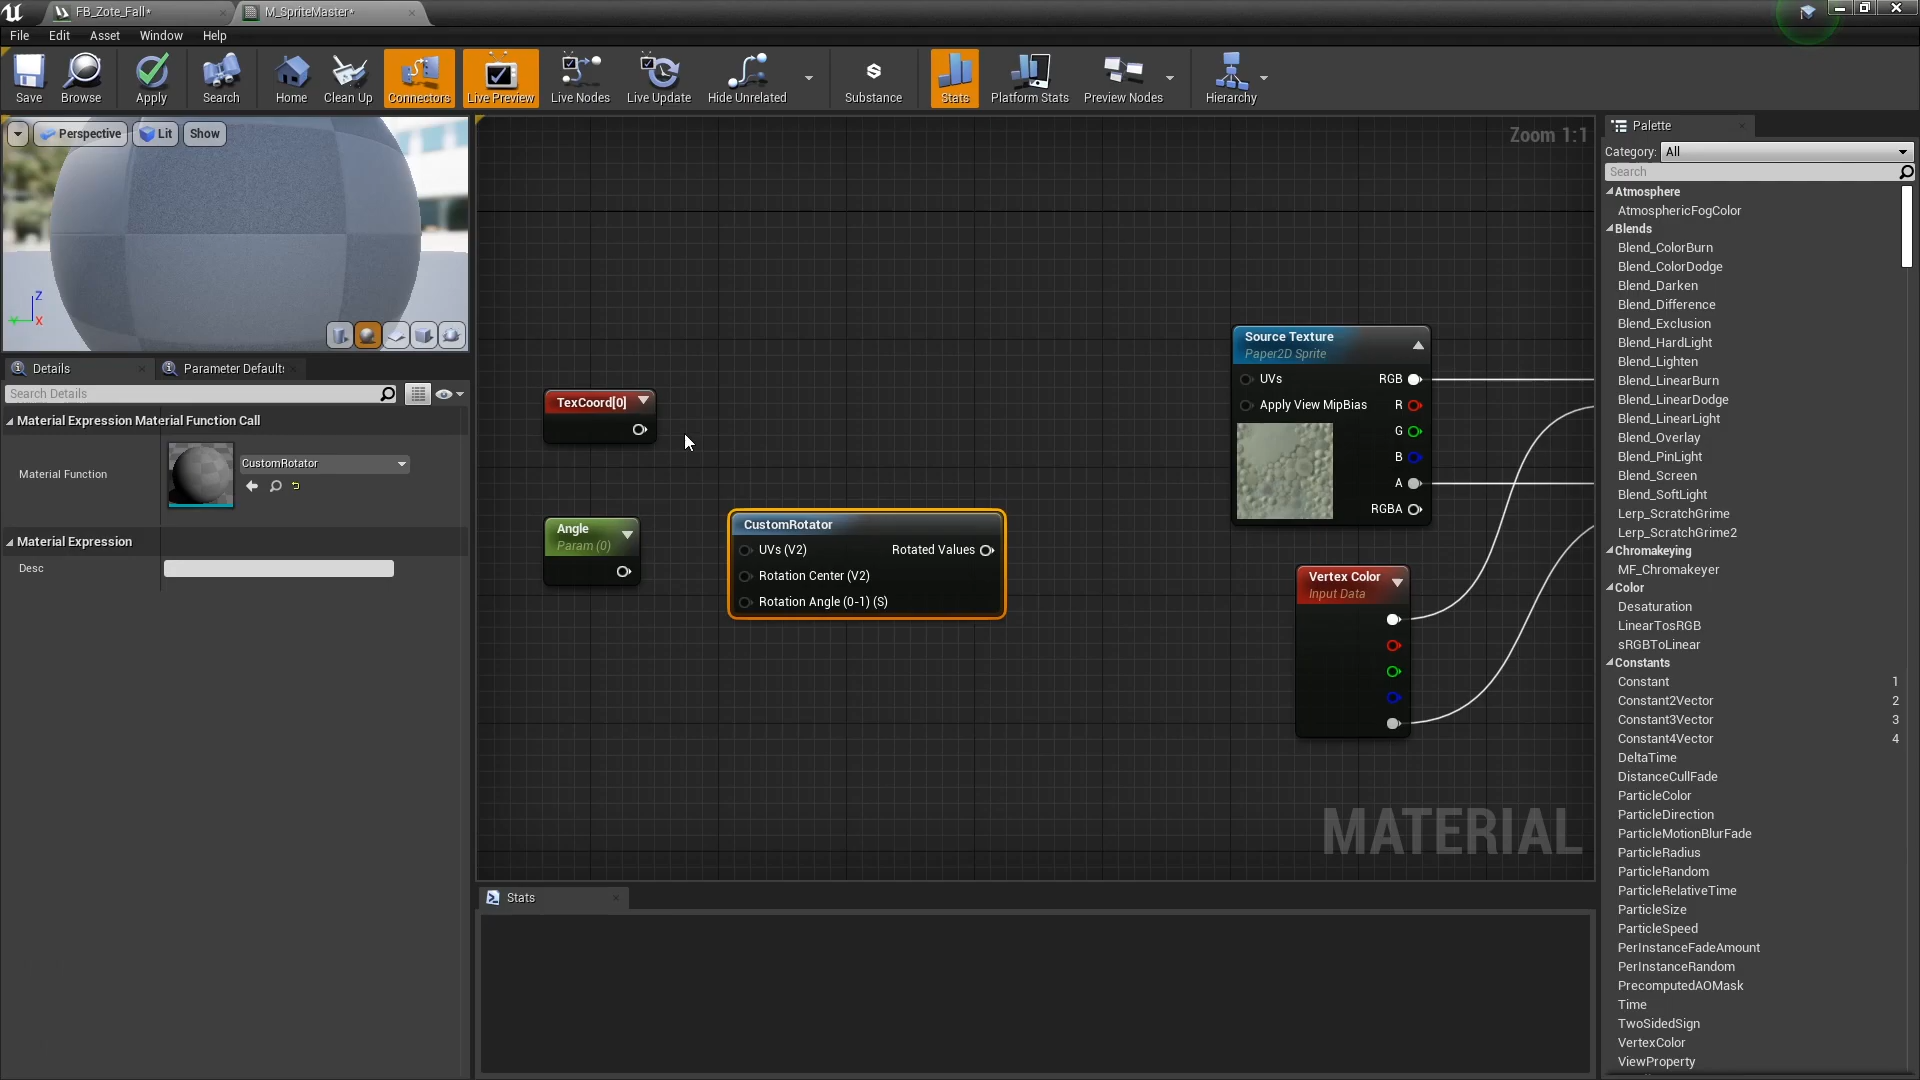 FB_Zote_Fall*
M_SpriteMaster*
File Edit Asset Window Help
Save Browse Apply Search Home Clean Up Connectors Live Preview Live Nodes Live Update Hide Unrelated Substance Stats Platform Stats Preview Nodes Hierarchy
Perspective Lit Show
Z
Y X
Details
Parameter Defaults
Search Details
Material Expression Material Function Call
Material Function
CustomRotator
Material Expression
Desc
Zoom 1:1
TexCoord[0]
Angle
Param (0)
CustomRotator
UVs (V2) Rotated Values
Rotation Center (V2)
Rotation Angle (0-1) (S)
Source Texture
Paper2D Sprite
UVs RGB
Apply View MipBias R
G
B
A
RGBA
Vertex Color
Input Data
MATERIAL
Stats
Palette
Category: All
Search
Atmosphere
AtmosphericFogColor
Blends
Blend_ColorBurn
Blend_ColorDodge
Blend_Darken
Blend_Difference
Blend_Exclusion
Blend_HardLight
Blend_Lighten
Blend_LinearBurn
Blend_LinearDodge
Blend_LinearLight
Blend_Overlay
Blend_PinLight
Blend_Screen
Blend_SoftLight
Lerp_ScratchGrime
Lerp_ScratchGrime2
Chromakeying
MF_Chromakeyer
Color
Desaturation
LinearTosRGB
sRGBToLinear
Constants
Constant 1
Constant2Vector 2
Constant3Vector 3
Constant4Vector 4
DeltaTime
DistanceCullFade
ParticleColor
ParticleDirection
ParticleMotionBlurFade
ParticleRadius
ParticleRandom
ParticleRelativeTime
ParticleSize
ParticleSpeed
PerInstanceFadeAmount
PerInstanceRandom
PrecomputedAOMask
Time
TwoSidedSign
VertexColor
ViewProperty